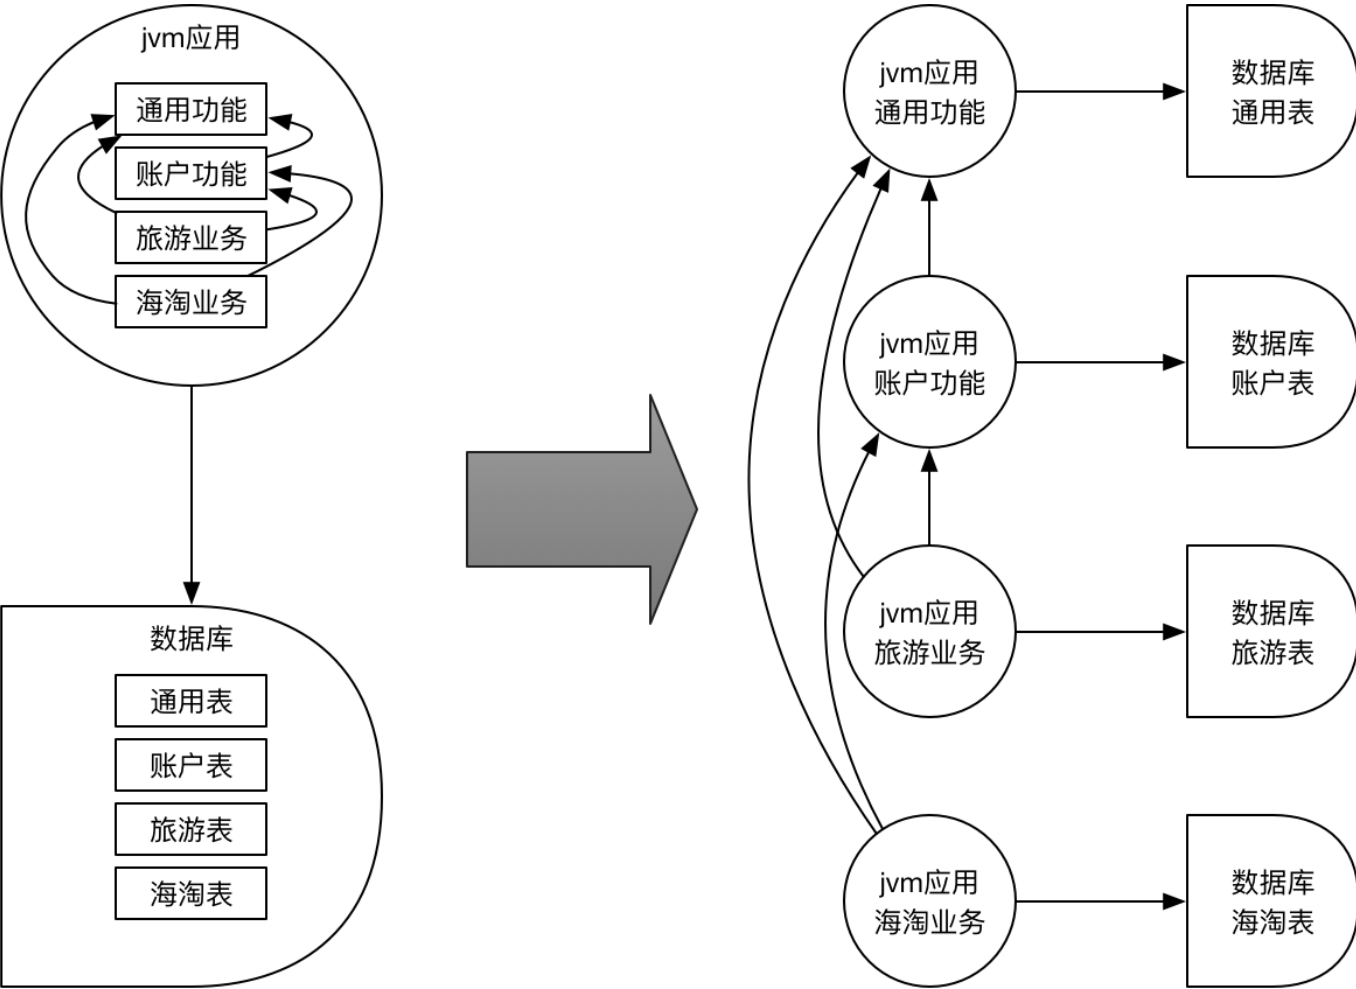 jvm应用
通用功能
账户功能
旅游业务
海淘业务
数据库
通用表
账户表
旅游表
海淘表
jvm应用
通用功能
数据库
通用表
jvm应用
账户功能
数据库
账户表
jvm应用
旅游业务
数据库
旅游表
jvm应用
海淘业务
数据库
海淘表